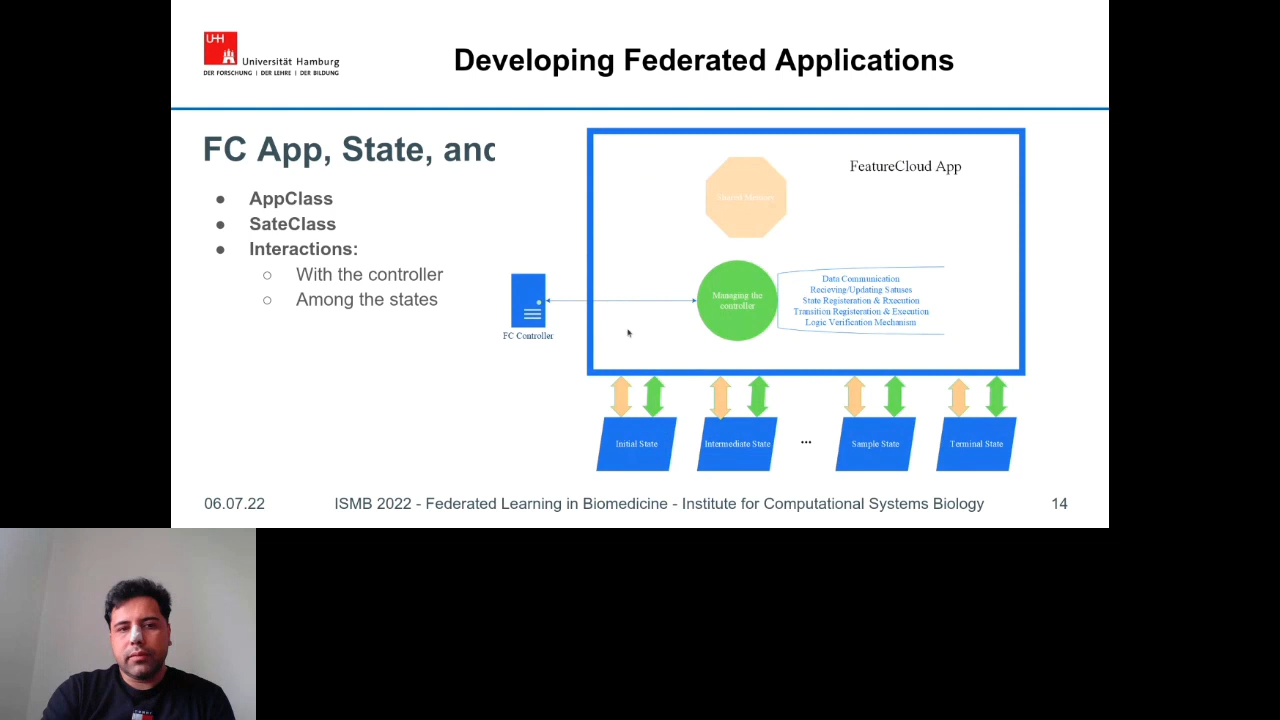 UHH
Universität Hamburg
DER FORSCHUNG | DER LEHRE | DER BILDUNG
Developing Federated Applications
FC App, State, and
● AppClass
● SateClass
● Interactions:
○ With the controller
○ Among the states
FeatureCloud App
Shared Memory
Managing the
controller
Data Communication
Recieving/Updating Satuses
State Registeration & Rxecution
Transition Registeration & Execution
Logic Verification Mechanism
FC Controller
Initial State
Intermediate State
...
Sample State
Terminal State
06.07.22
ISMB 2022 - Federated Learning in Biomedicine - Institute for Computational Systems Biology
14